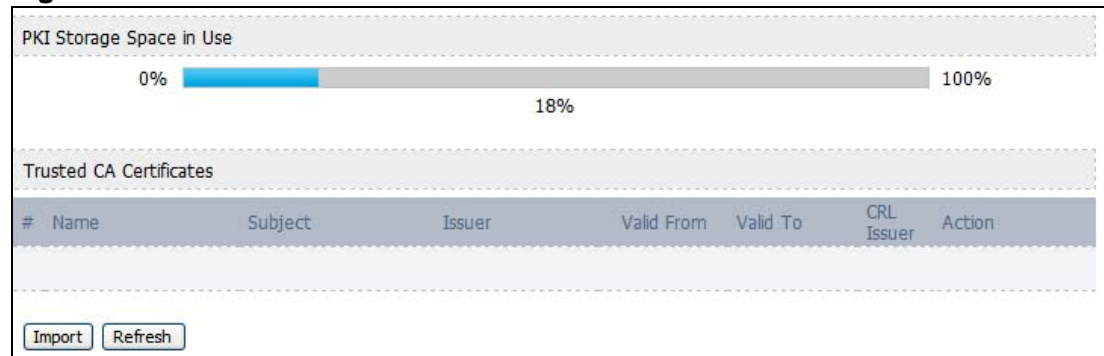 PKI Storage Space in Use
0% 100%
18%
Trusted CA Certificates
# Name Subject Issuer Valid From Valid To CRL Issuer Action
Import Refresh